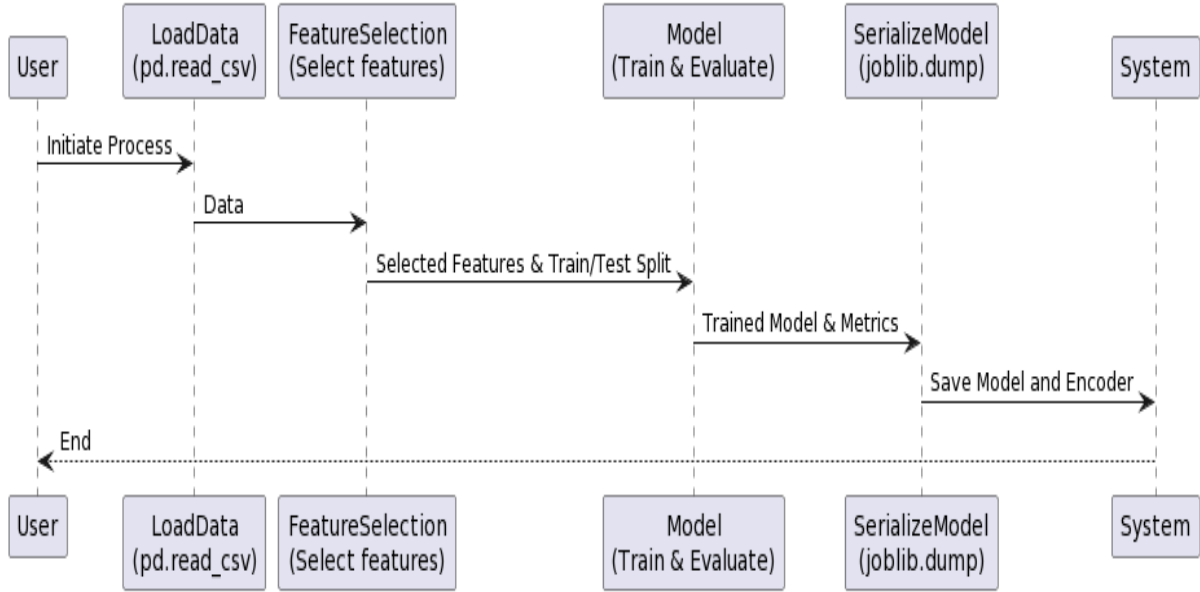 User
LoadData
(pd.read_csv)
FeatureSelection
(Select features)
Model
(Train & Evaluate)
SerializeModel
(joblib.dump)
System
Initiate Process
Data
Selected Features & Train/Test Split
Trained Model & Metrics
Save Model and Encoder
End
User
LoadData
(pd.read_csv)
FeatureSelection
(Select features)
Model
(Train & Evaluate)
SerializeModel
(joblib.dump)
System